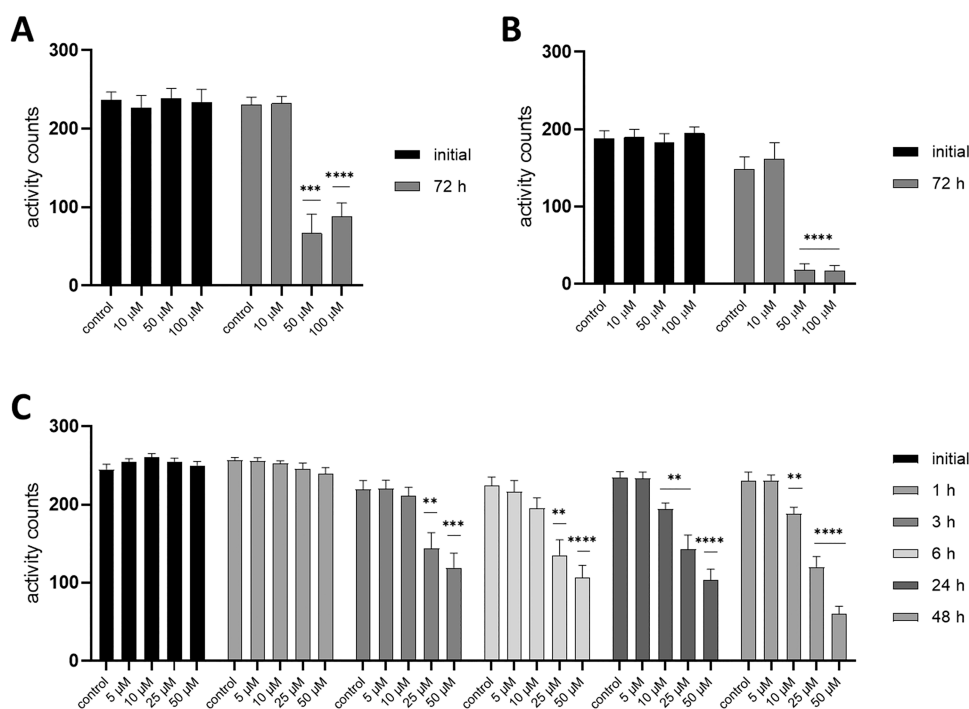 A
300
200
100
0
activity counts
control
10 µM
50 µM
100 µM
control
10 µM
50 µM
100 µM
***
****
initial
72 h
B
300
200
100
0
activity counts
control
10 µM
50 µM
100 µM
control
10 µM
50 µM
100 µM
****
initial
72 h
C
300
200
100
0
activity counts
control
5 µM
10 µM
25 µM
50 µM
control
5 µM
10 µM
25 µM
50 µM
control
5 µM
10 µM
25 µM
50 µM
control
5 µM
10 µM
25 µM
50 µM
control
5 µM
10 µM
25 µM
50 µM
control
5 µM
10 µM
25 µM
50 µM
**
***
**
****
**
****
**
****
initial
1 h
3 h
6 h
24 h
48 h